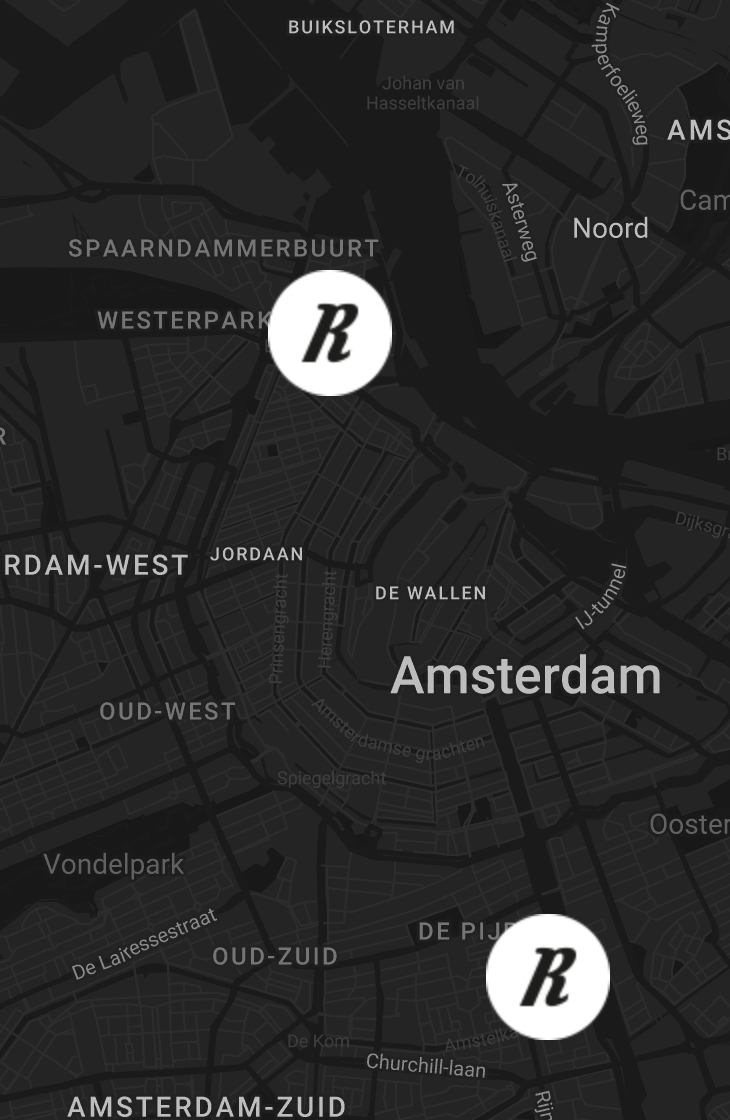 BUIKSLOTERHAM
Johan van
Hasseltkanaal
Kamperfoelieweg
AMS
Tolhuiskanaal
Asterweg
Cam
Noord
SPAARNDAMMERBUURT
WESTERPARK
R
R
Dijksgr
RDAM-WEST
JORDAAN
DE WALLEN
IJ-tunnel
Prinsengracht
Herengracht
Amsterdam
OUD-WEST
Amsterdamse grachten
Spiegelgracht
Ooster
Vondelpark
De Lairessestraat
DE PIJP
OUD-ZUID
R
De Kom
Amstelka
Churchill-laan
Rijn
AMSTERDAM-ZUID